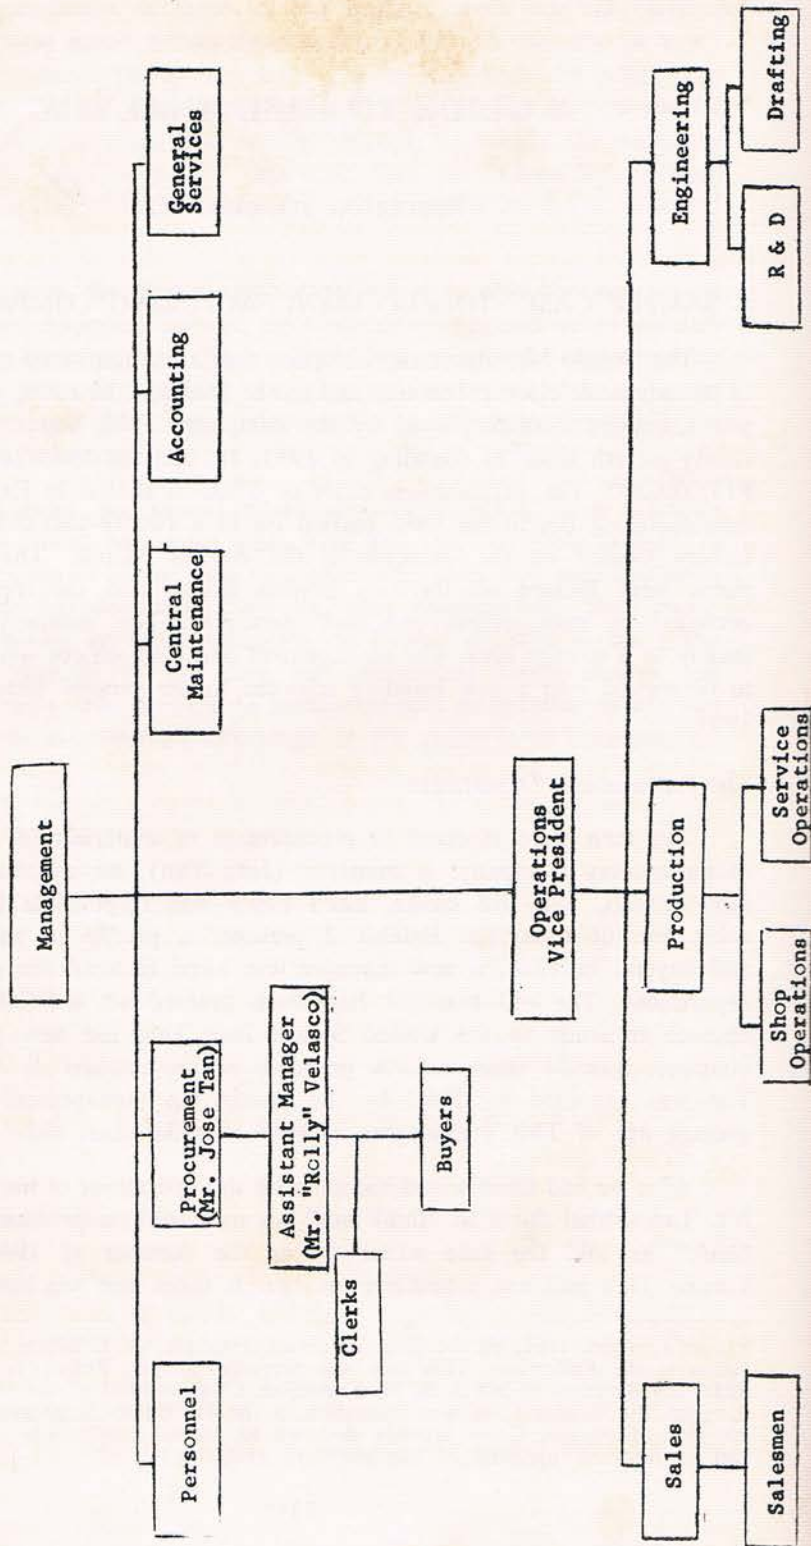 Management
Personnel
Procurement
(Mr. Jose Tan)
Central
Maintenance
Accounting
General
Services
Assistant Manager
(Mr. "Rolly" Velasco)
Clerks
Buyers
Operations
Vice President
Sales
Production
Engineering
Salesmen
Shop
Operations
Service
Operations
R & D
Drafting